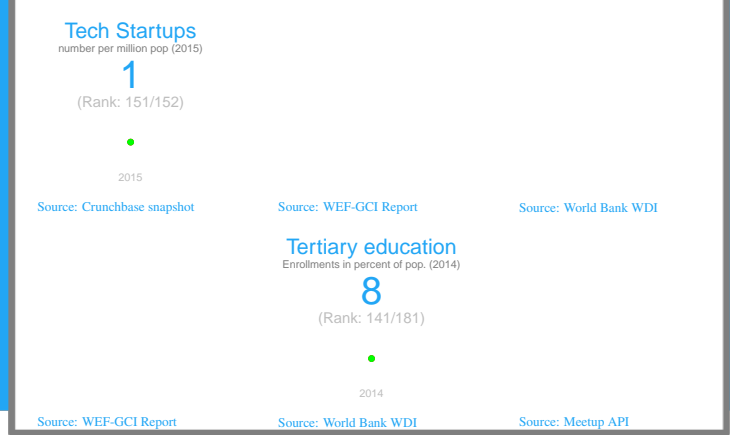 Tech Startups
number per million pop (2015)
1
(Rank: 151/152)
2015
Source: Crunchbase snapshot
Source: WEF-GCI Report
Source: World Bank WDI
Tertiary education
Enrollments in percent of pop. (2014)
8
(Rank: 141/181)
2014
Source: WEF-GCI Report
Source: World Bank WDI
Source: Meetup API